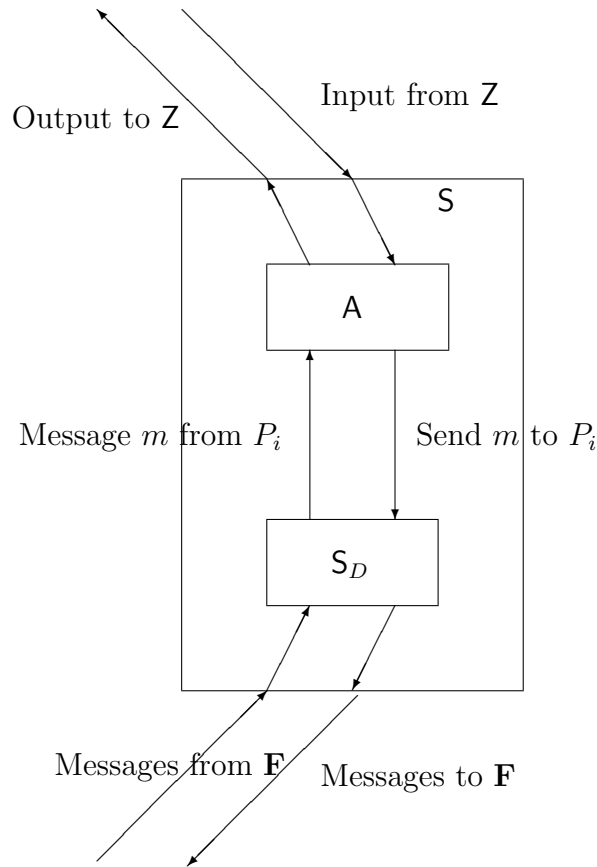 Input from Z
Output to Z
S
A
Message m from P_i
Send m to P_i
S_D
Messages from F
Messages to F